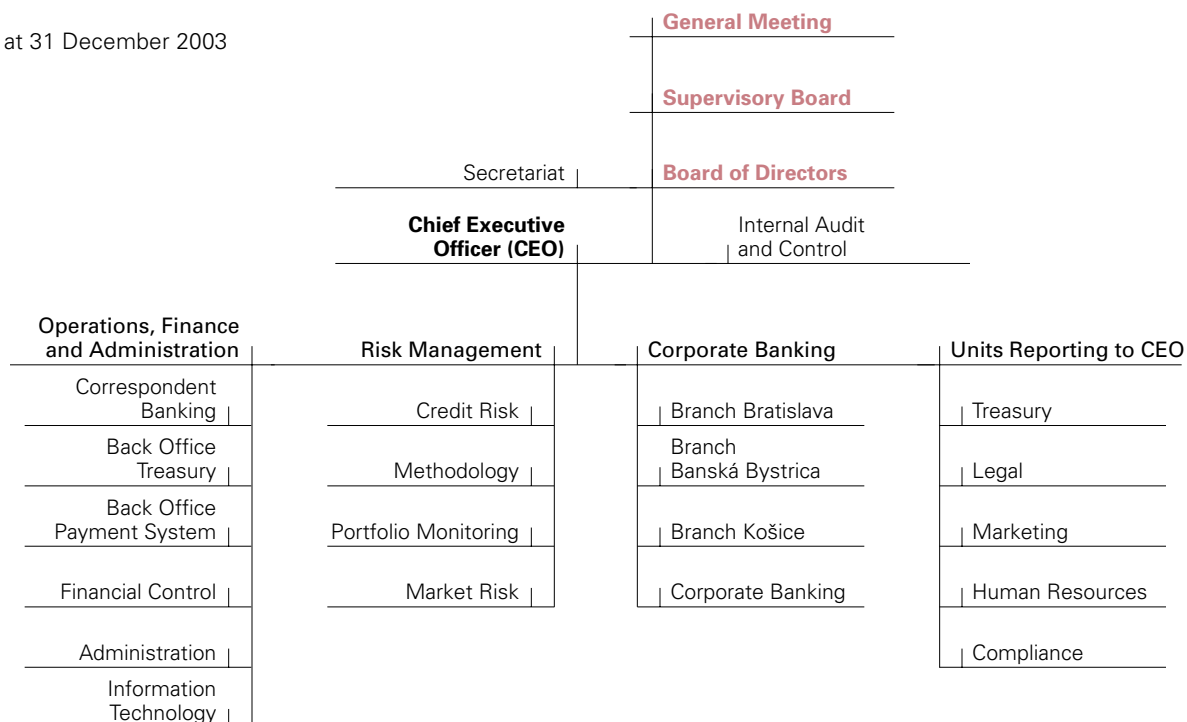 at 31 December 2003
General Meeting
Supervisory Board
Secretariat
Board of Directors
Chief Executive
Officer (CEO)
Internal Audit
and Control
Operations, Finance
and Administration
Correspondent
Banking
Back Office
Treasury
Back Office
Payment System
Financial Control
Administration
Information
Technology
Risk Management
Credit Risk
Methodology
Portfolio Monitoring
Market Risk
Corporate Banking
Branch Bratislava
Branch
Banská Bystrica
Branch Košice
Corporate Banking
Units Reporting to CEO
Treasury
Legal
Marketing
Human Resources
Compliance